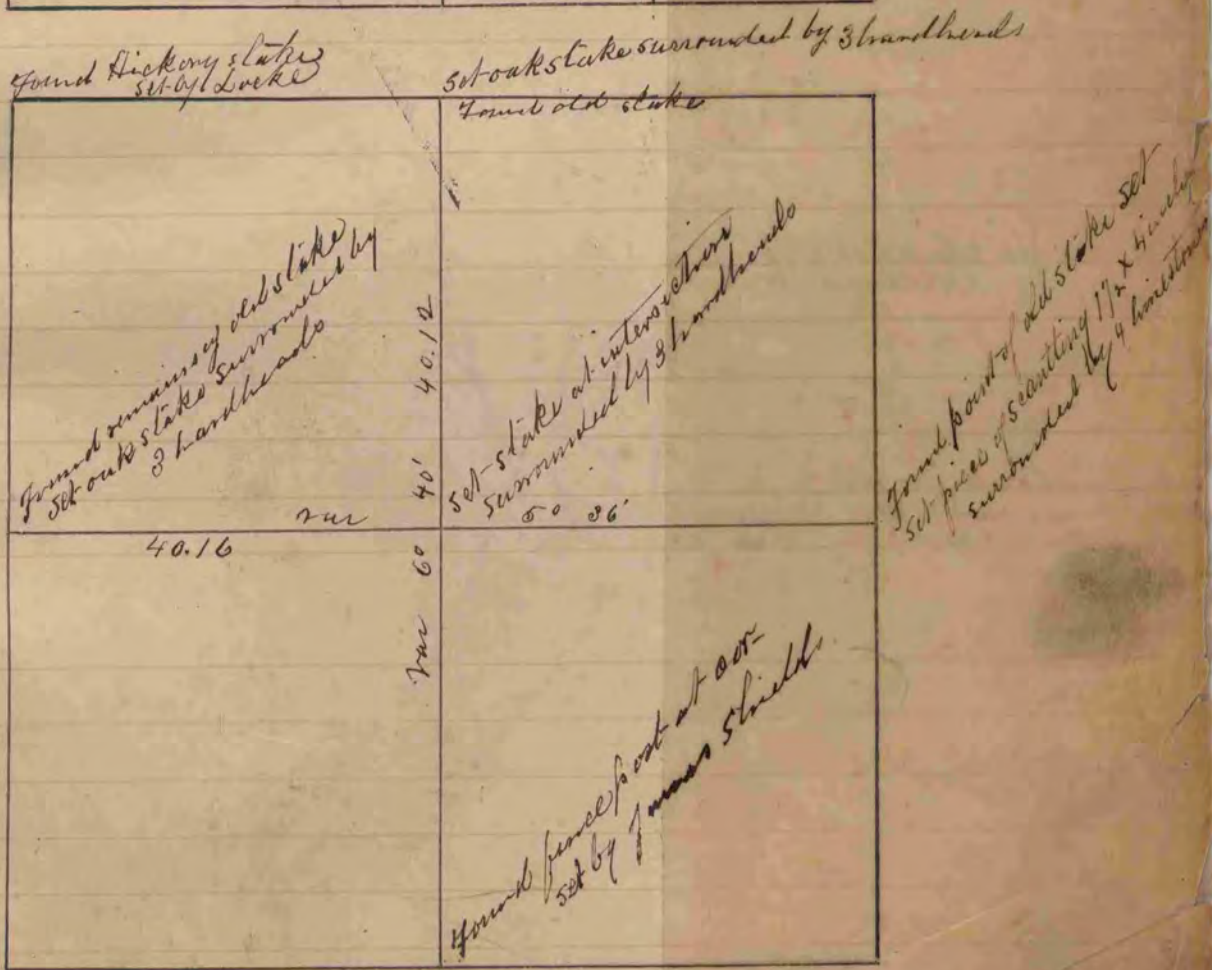 Found Hickory stake
set by Locke
Set oak stake surrounded by 3 hardheads
Found old stake
Found remains of old stake
set oak stake surrounded by
3 hardheads
40' 40.12
set stake at intersection
surrounded by 3 hardheads
5° 36'
Found point of old stake set
set piece of scantling 1½ x 4 inches
surrounded by 4 limestones
var
40.16
var 6°
Found fence post at cor-
set by James Shields